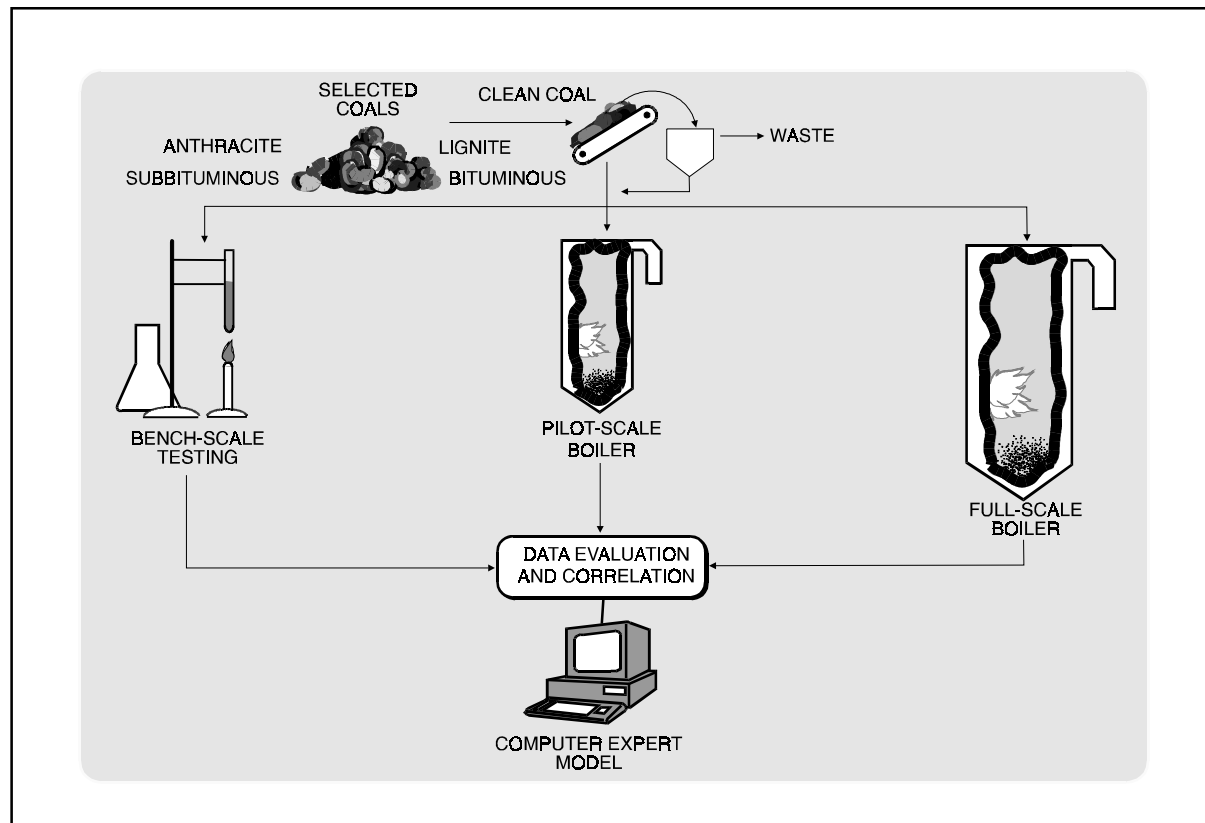 SELECTED
COALS
CLEAN COAL
WASTE
ANTHRACITE
LIGNITE
SUBBITUMINOUS
BITUMINOUS
BENCH-SCALE
TESTING
PILOT-SCALE
BOILER
FULL-SCALE
BOILER
DATA EVALUATION
AND CORRELATION
COMPUTER EXPERT
MODEL